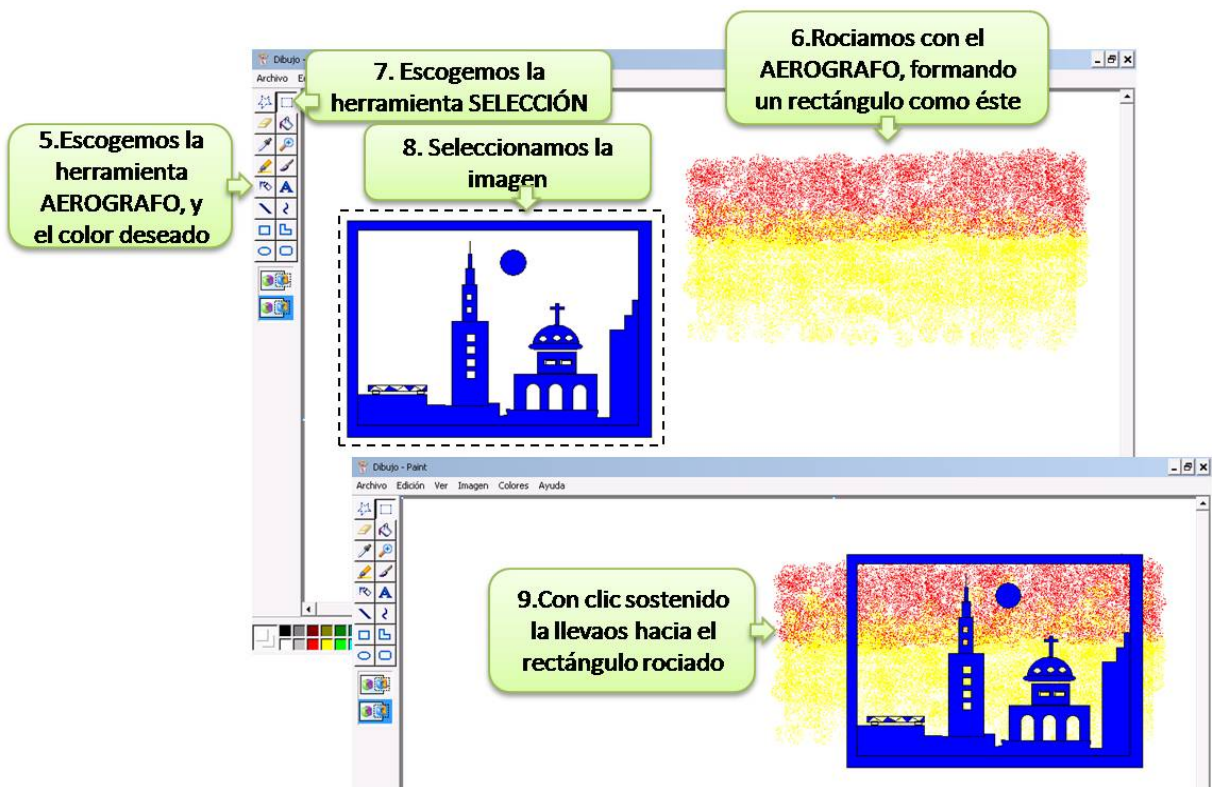 Dibujo -
Archivo
5.Escogemos la
herramienta
AEROGRAFO, y
el color deseado
6.Rociamos con el
AEROGRAFO, formando
un rectángulo como éste
7. Escogemos la
herramienta SELECCIÓN
8. Seleccionamos la
imagen
Dibujo - Paint
Archivo Edición Ver Imagen Colores Ayuda
9.Con clic sostenido
la llevaos hacia el
rectángulo rociado